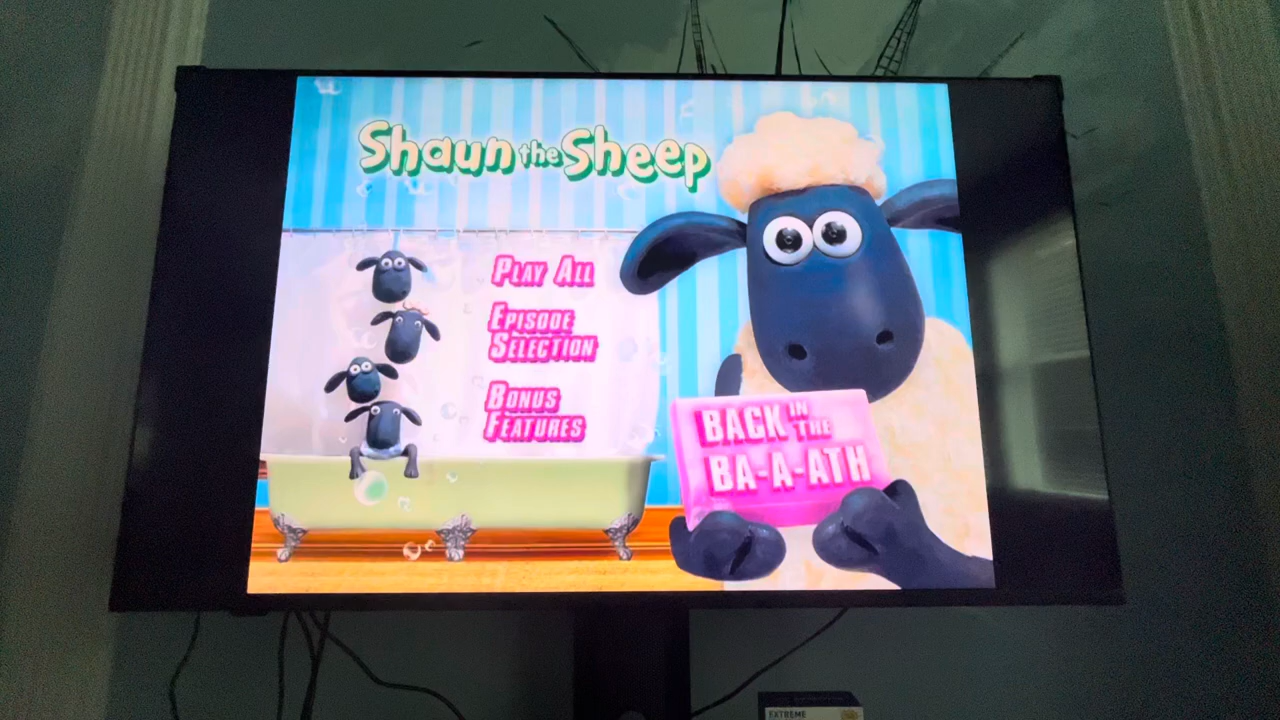 Shaun the Sheep
PLAY ALL
EPISODE
SELECTION
BONUS
FEATURES
BACK IN THE
BA-A-ATH
EXTREME